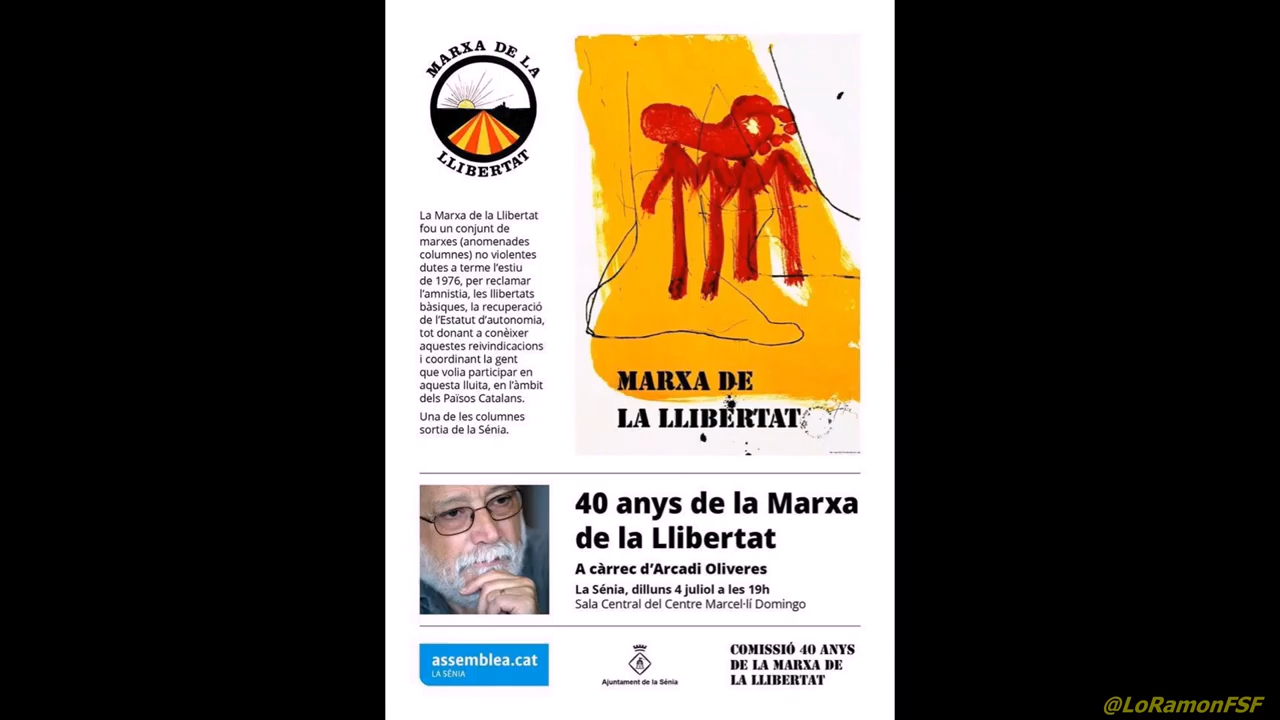 MARXA DE LA
LLIBERTAT
La Marxa de la Llibertat
fou un conjunt de
marxes (anomenades
columnes) no violentes
dutes a terme l'estiu
de 1976, per reclamar
l'amnistia, les llibertats
bàsiques, la recuperació
de l'Estatut d'autonomia,
tot donant a conèixer
aquestes reivindicacions
i coordinant la gent
que volia participar en
aquesta lluita, en l'àmbit
dels Països Catalans.
Una de les columnes
sortia de la Sénia.
MARXA DE
LA LLIBERTAT
40 anys de la Marxa
de la Llibertat
A càrrec d'Arcadi Oliveres
La Sénia, dilluns 4 juliol a les 19h
Sala Central del Centre Marcel·lí Domingo
assemblea.cat
LA SÉNIA
Ajuntament de la Sénia
COMISSIÓ 40 ANYS
DE LA MARXA DE
LA LLIBERTAT
@LoRamonFSF